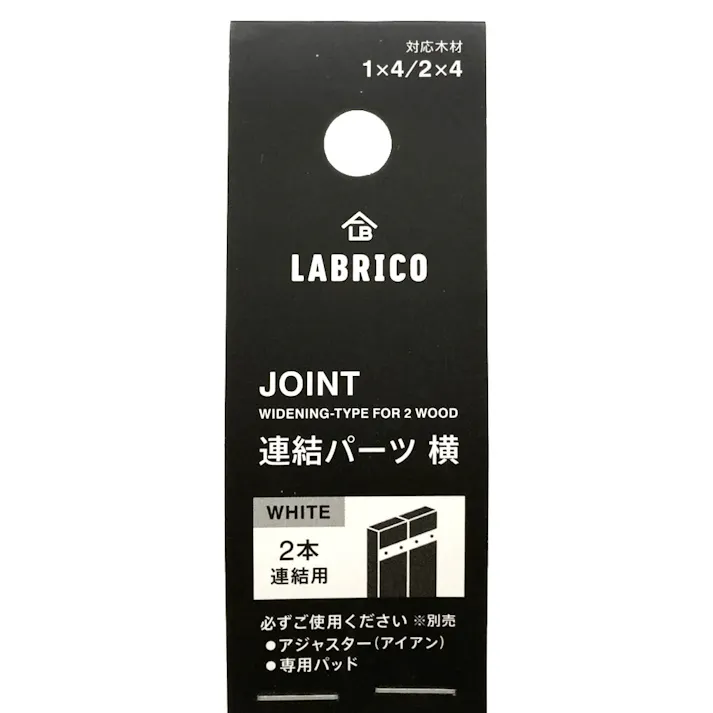 対応木材
1×4/2×4
LB
LABRICO
JOINT
WIDENING-TYPE FOR 2 WOOD
連結パーツ 横
WHITE
2本
連結用
必ずご使用ください ※別売
●アジャスター(アイアン)
●専用パッド